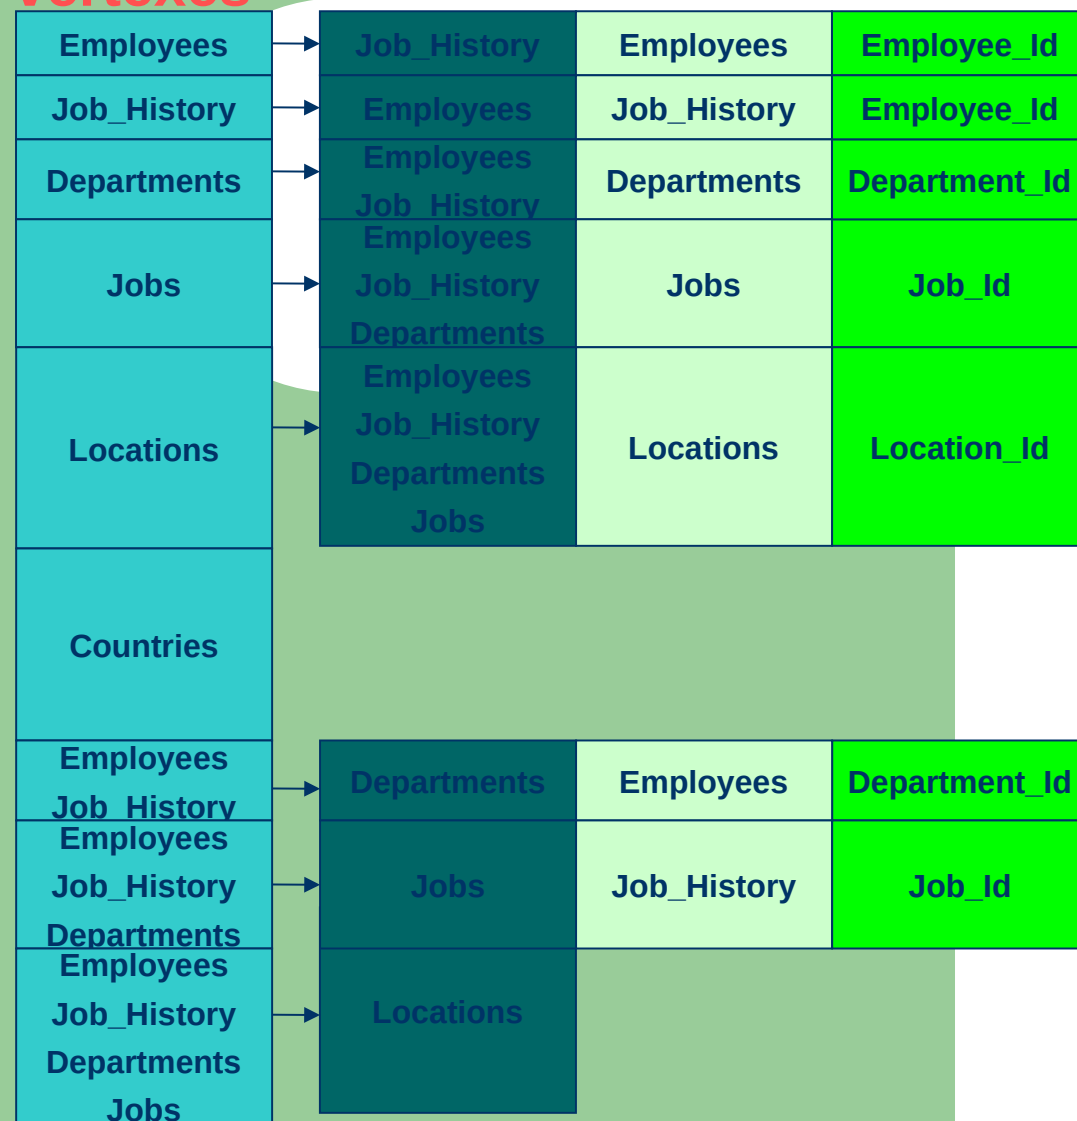 Vertexes
Employees Job_History Employees Employee_Id
Job_History Employees Job_History Employee_Id
Departments
Employees
Job_History
Departments Department_Id
Jobs
Employees
Job_History
Departments
Jobs Job_Id
Locations
Employees
Job_History
Departments
Jobs
Locations Location_Id
Countries
Employees
Job_History
Departments Employees Department_Id
Employees
Job_History
Departments
Jobs Job_History Job_Id
Employees
Job_History
Departments
Jobs
Locations